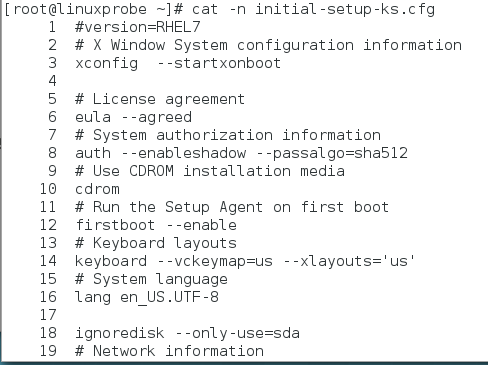 [root@linuxprobe ~]# cat -n initial-setup-ks.cfg
1 #version=RHEL7
2 # X Window System configuration information
3 xconfig  --startxonboot
4
5 # License agreement
6 eula --agreed
7 # System authorization information
8 auth --enableshadow --passalgo=sha512
9 # Use CDROM installation media
10 cdrom
11 # Run the Setup Agent on first boot
12 firstboot --enable
13 # Keyboard layouts
14 keyboard --vckeymap=us --xlayouts='us'
15 # System language
16 lang en_US.UTF-8
17
18 ignoredisk --only-use=sda
19 # Network information